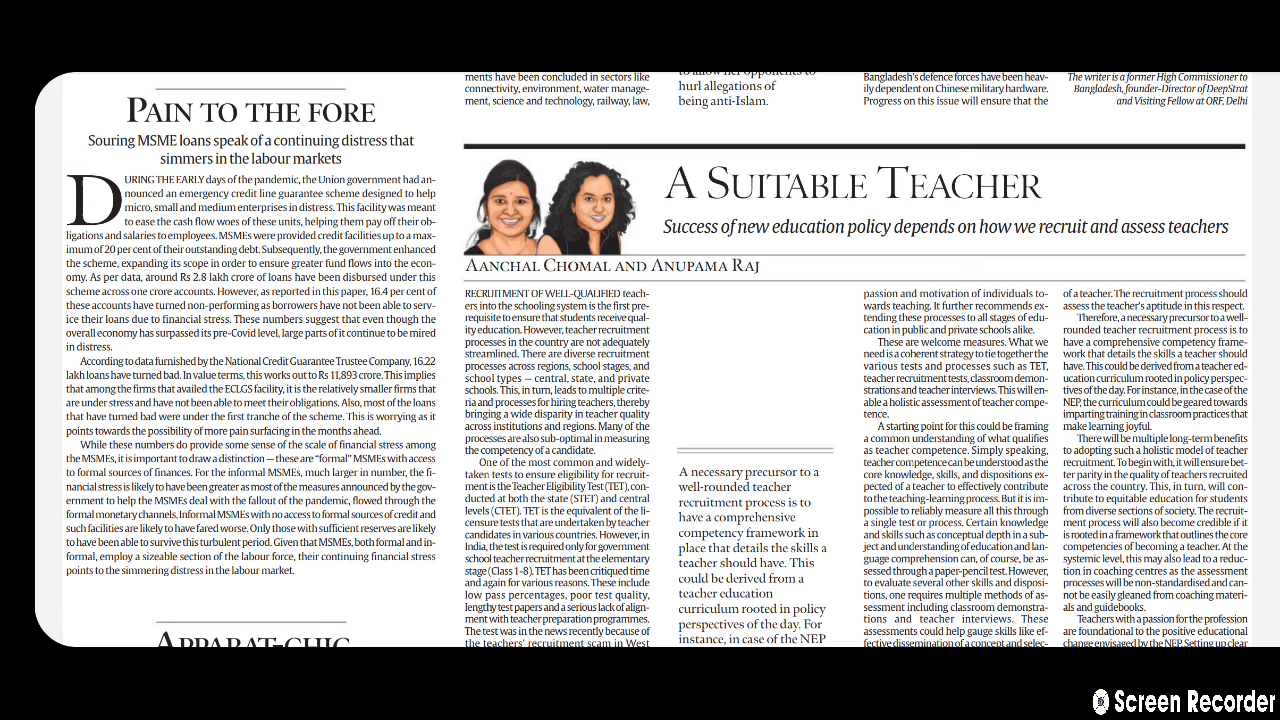 PAIN TO THE FORE
Souring MSME loans speak of a continuing distress that
simmers in the labour markets
DURING THE EARLY days of the pandemic, the Union government had an-
nounced an emergency credit line guarantee scheme designed to help
micro, small and medium enterprises in distress. This facility was meant
to ease the cash flow woes of these units, helping them pay off their ob-
ligations and salaries to employees. MSMEs were provided credit facilities up to a max-
imum of 20 per cent of their outstanding debt. Subsequently, the government enhanced
the scheme, expanding its scope in order to ensure greater fund flows into the econ-
omy. As per data, around Rs 2.8 lakh crore of loans have been disbursed under this
scheme across one crore accounts. However, as reported in this paper, 16.4 per cent of
these accounts have turned non-performing as borrowers have not been able to serv-
ice their loans due to financial stress. These numbers suggest that even though the
overall economy has surpassed its pre-Covid level, large parts of it continue to be mired
in distress.
According to data furnished by the National Credit Guarantee Trustee Company, 16.22
lakh loans have turned bad. In value terms, this works out to Rs 11,893 crore. This implies
that among the firms that availed the ECLGS facility, it is the relatively smaller firms that
are under stress and have not been able to meet their obligations. Also, most of the loans
that have turned bad were under the first tranche of the scheme. This is worrying as it
points towards the possibility of more pain surfacing in the months ahead.
While these numbers do provide some sense of the scale of financial stress among
the MSMEs, it is important to draw a distinction — these are "formal" MSMEs with access
to formal sources of finances. For the informal MSMEs, much larger in number, the fi-
nancial stress is likely to have been greater as most of the measures announced by the gov-
ernment to help the MSMEs deal with the fallout of the pandemic, flowed through the
formal monetary channels. Informal MSMEs with no access to formal sources of credit and
such facilities are likely to have fared worse. Only those with sufficient reserves are likely
to have been able to survive this turbulent period. Given that MSMEs, both formal and in-
formal, employ a sizeable section of the labour force, their continuing financial stress
points to the simmering distress in the labour market.
APPARAT-CHIC
ments have been concluded in sectors like
connectivity, environment, water manage-
ment, science and technology, railway, law,
to allow her opponents to
hurl allegations of
being anti-Islam.
Bangladesh's defence forces have been heav-
ily dependent on Chinese military hardware.
Progress on this issue will ensure that the
The writer is a former High Commissioner to
Bangladesh, founder-Director of DeepStrat
and Visiting Fellow at ORF, Delhi
A SUITABLE TEACHER
Success of new education policy depends on how we recruit and assess teachers
AANCHAL CHOMAL AND ANUPAMA RAJ
RECRUITMENT OF WELL-QUALIFIED teach-
ers into the schooling system is the first pre-
requisite to ensure that students receive qual-
ity education. However, teacher recruitment
processes in the country are not adequately
streamlined. There are diverse recruitment
processes across regions, school stages, and
school types — central, state, and private
schools. This, in turn, leads to multiple crite-
ria and processes for hiring teachers, thereby
bringing a wide disparity in teacher quality
across institutions and regions. Many of the
processes are also sub-optimal in measuring
the competency of a candidate.
One of the most common and widely-
taken tests to ensure eligibility for recruit-
ment is the Teacher Eligibility Test (TET), con-
ducted at both the state (STET) and central
levels (CTET). TET is the equivalent of the li-
censure tests that are undertaken by teacher
candidates in various countries. However, in
India, the test is required only for government
school teacher recruitment at the elementary
stage (Class 1-8). TET has been critiqued time
and again for various reasons. These include
low pass percentages, poor test quality,
lengthy test papers and a serious lack of align-
ment with teacher preparation programmes.
The test was in the news recently because of
the teachers' recruitment scam in West
A necessary precursor to a
well-rounded teacher
recruitment process is to
have a comprehensive
competency framework in
place that details the skills a
teacher should have. This
could be derived from a
teacher education
curriculum rooted in policy
perspectives of the day. For
instance, in case of the NEP
passion and motivation of individuals to-
wards teaching. It further recommends ex-
tending these processes to all stages of edu-
cation in public and private schools alike.
These are welcome measures. What we
need is a coherent strategy to tie together the
various tests and processes such as TET,
teacher recruitment tests, classroom demon-
strations and teacher interviews. This will en-
able a holistic assessment of teacher compe-
tence.
A starting point for this could be framing
a common understanding of what qualifies
as teacher competence. Simply speaking,
teacher competence can be understood as the
core knowledge, skills, and dispositions ex-
pected of a teacher to effectively contribute
to the teaching-learning process. But it is im-
possible to reliably measure all this through
a single test or process. Certain knowledge
and skills such as conceptual depth in a sub-
ject and understanding of education and lan-
guage comprehension can, of course, be as-
sessed through a paper-pencil test. However,
to evaluate several other skills and disposi-
tions, one requires multiple methods of as-
sessment including classroom demonstra-
tions and teacher interviews. These
assessments could help gauge skills like ef-
fective dissemination of a concept and selec-
of a teacher. The recruitment process should
assess the teacher's aptitude in this respect.
Therefore, a necessary precursor to a well-
rounded teacher recruitment process is to
have a comprehensive competency frame-
work that details the skills a teacher should
have. This could be derived from a teacher ed-
ucation curriculum rooted in policy perspec-
tives of the day. For instance, in the case of the
NEP, the curriculum could be geared towards
imparting training in classroom practices that
make learning joyful.
There will be multiple long-term benefits
to adopting such a holistic model of teacher
recruitment. To begin with, it will ensure bet-
ter parity in the quality of teachers recruited
across the country. This, in turn, will con-
tribute to equitable education for students
from diverse sections of society. The recruit-
ment process will also become credible if it
is rooted in a framework that outlines the core
competencies of becoming a teacher. At the
systemic level, this may also lead to a reduc-
tion in coaching centres as the assessment
processes will be non-standardised and can-
not be easily gleaned from coaching materi-
als and guidebooks.
Teachers with a passion for the profession
are foundational to the positive educational
change envisaged by the NEP. Setting up clear
Screen Recorder